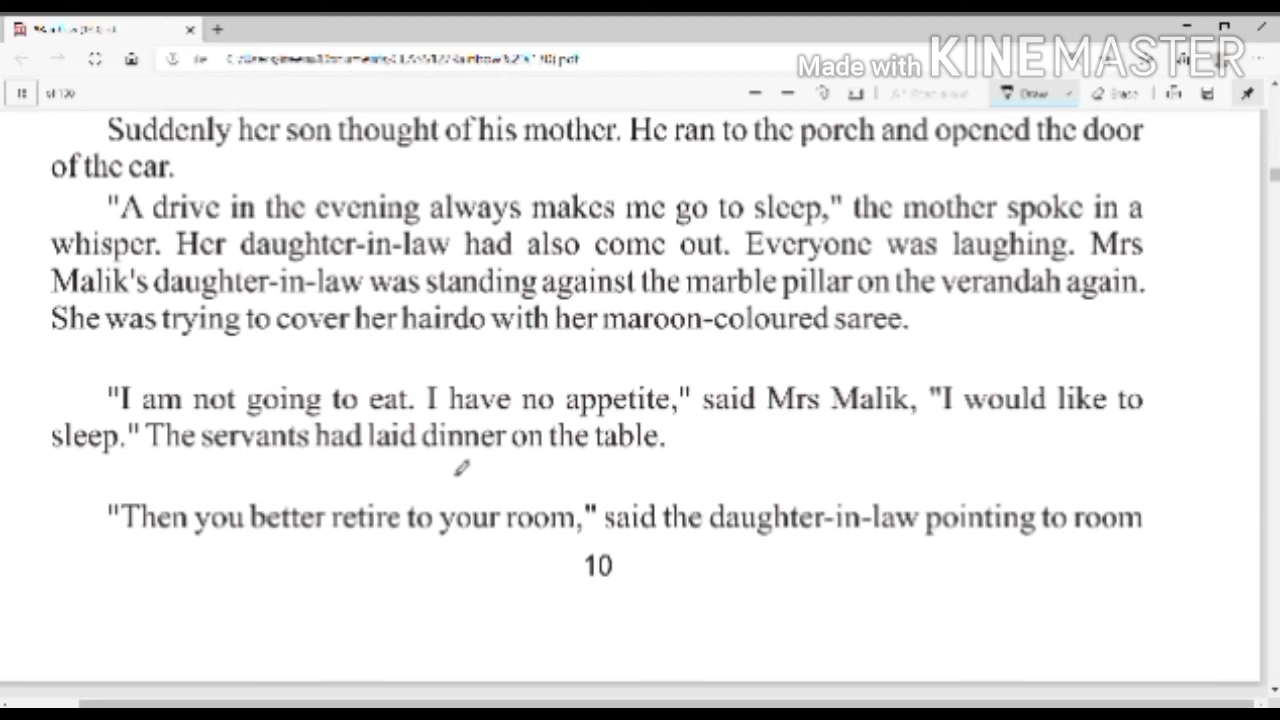 Made with KINEMASTER
of 130
Draw
Erase
Suddenly her son thought of his mother. He ran to the porch and opened the door
of the car.
"A drive in the evening always makes me go to sleep," the mother spoke in a
whisper. Her daughter-in-law had also come out. Everyone was laughing. Mrs
Malik's daughter-in-law was standing against the marble pillar on the verandah again.
She was trying to cover her hairdo with her maroon-coloured saree.
"I am not going to eat. I have no appetite," said Mrs Malik, "I would like to
sleep." The servants had laid dinner on the table.
"Then you better retire to your room," said the daughter-in-law pointing to room
10